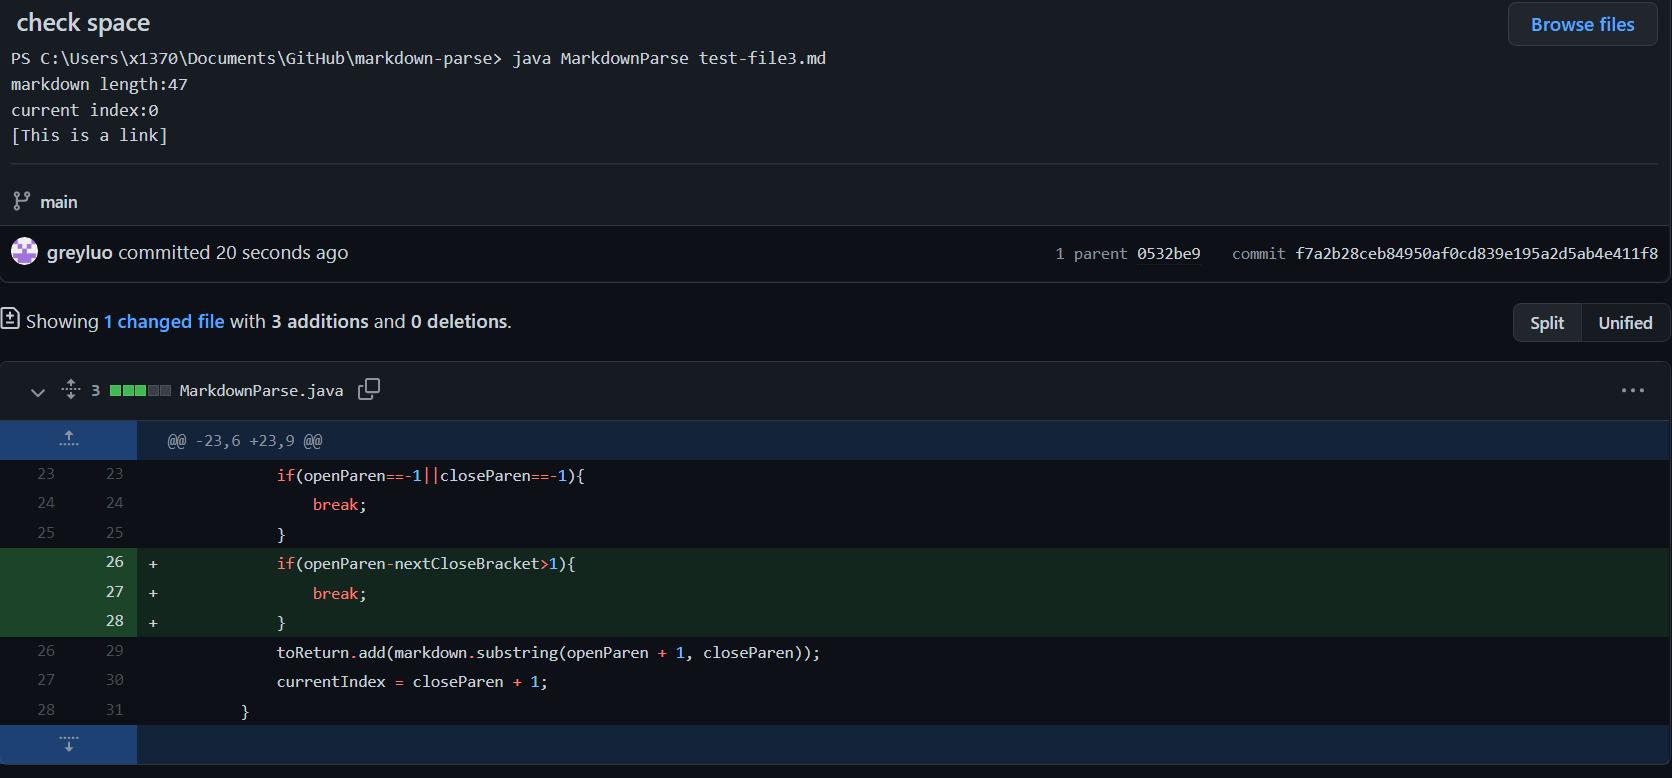 check space
Browse files
PS C:\Users\x1370\Documents\GitHub\markdown-parse> java MarkdownParse test-file3.md
markdown length:47
current index:0
[This is a link]
main
greyluo committed 20 seconds ago
1 parent 0532be9 commit f7a2b28ceb84950af0cd839e195a2d5ab4e411f8
Showing 1 changed file with 3 additions and 0 deletions.
Split Unified
3 MarkdownParse.java
@@ -23,6 +23,9 @@
23 23 if(openParen==-1||closeParen==-1){
24 24 break;
25 25 }
26 + if(openParen-nextCloseBracket>1){
27 + break;
28 + }
26 29 toReturn.add(markdown.substring(openParen + 1, closeParen));
27 30 currentIndex = closeParen + 1;
28 31 }